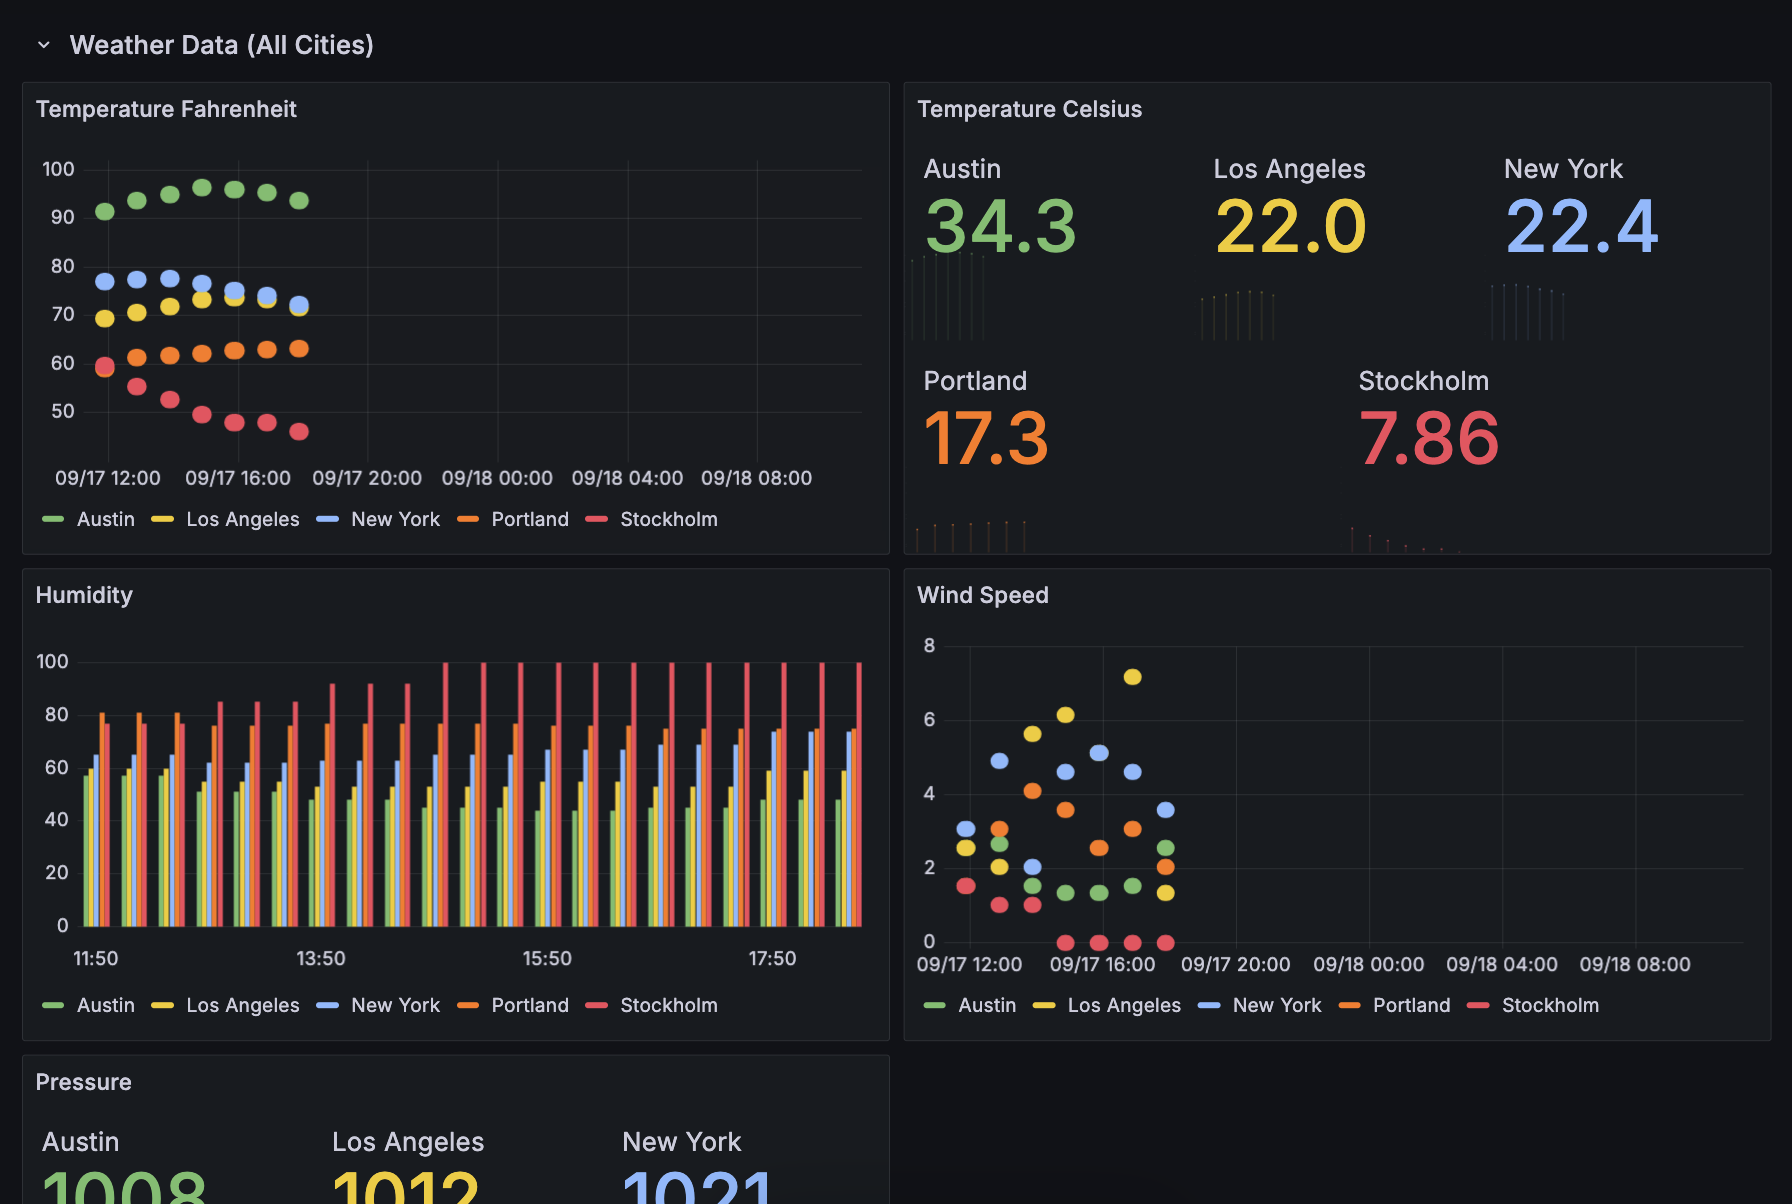 Weather Data (All Cities)
Temperature Fahrenheit
100
90
80
70
60
50
09/17 12:00 09/17 16:00 09/17 20:00 09/18 00:00 09/18 04:00 09/18 08:00
Austin Los Angeles New York Portland Stockholm
Temperature Celsius
Austin Los Angeles New York
34.3 22.0 22.4
Portland Stockholm
17.3 7.86
Humidity
100
80
60
40
20
0
11:50 13:50 15:50 17:50
Austin Los Angeles New York Portland Stockholm
Wind Speed
8
6
4
2
0
09/17 12:00 09/17 16:00 09/17 20:00 09/18 00:00 09/18 04:00 09/18 08:00
Austin Los Angeles New York Portland Stockholm
Pressure
Austin Los Angeles New York
1008 1012 1021